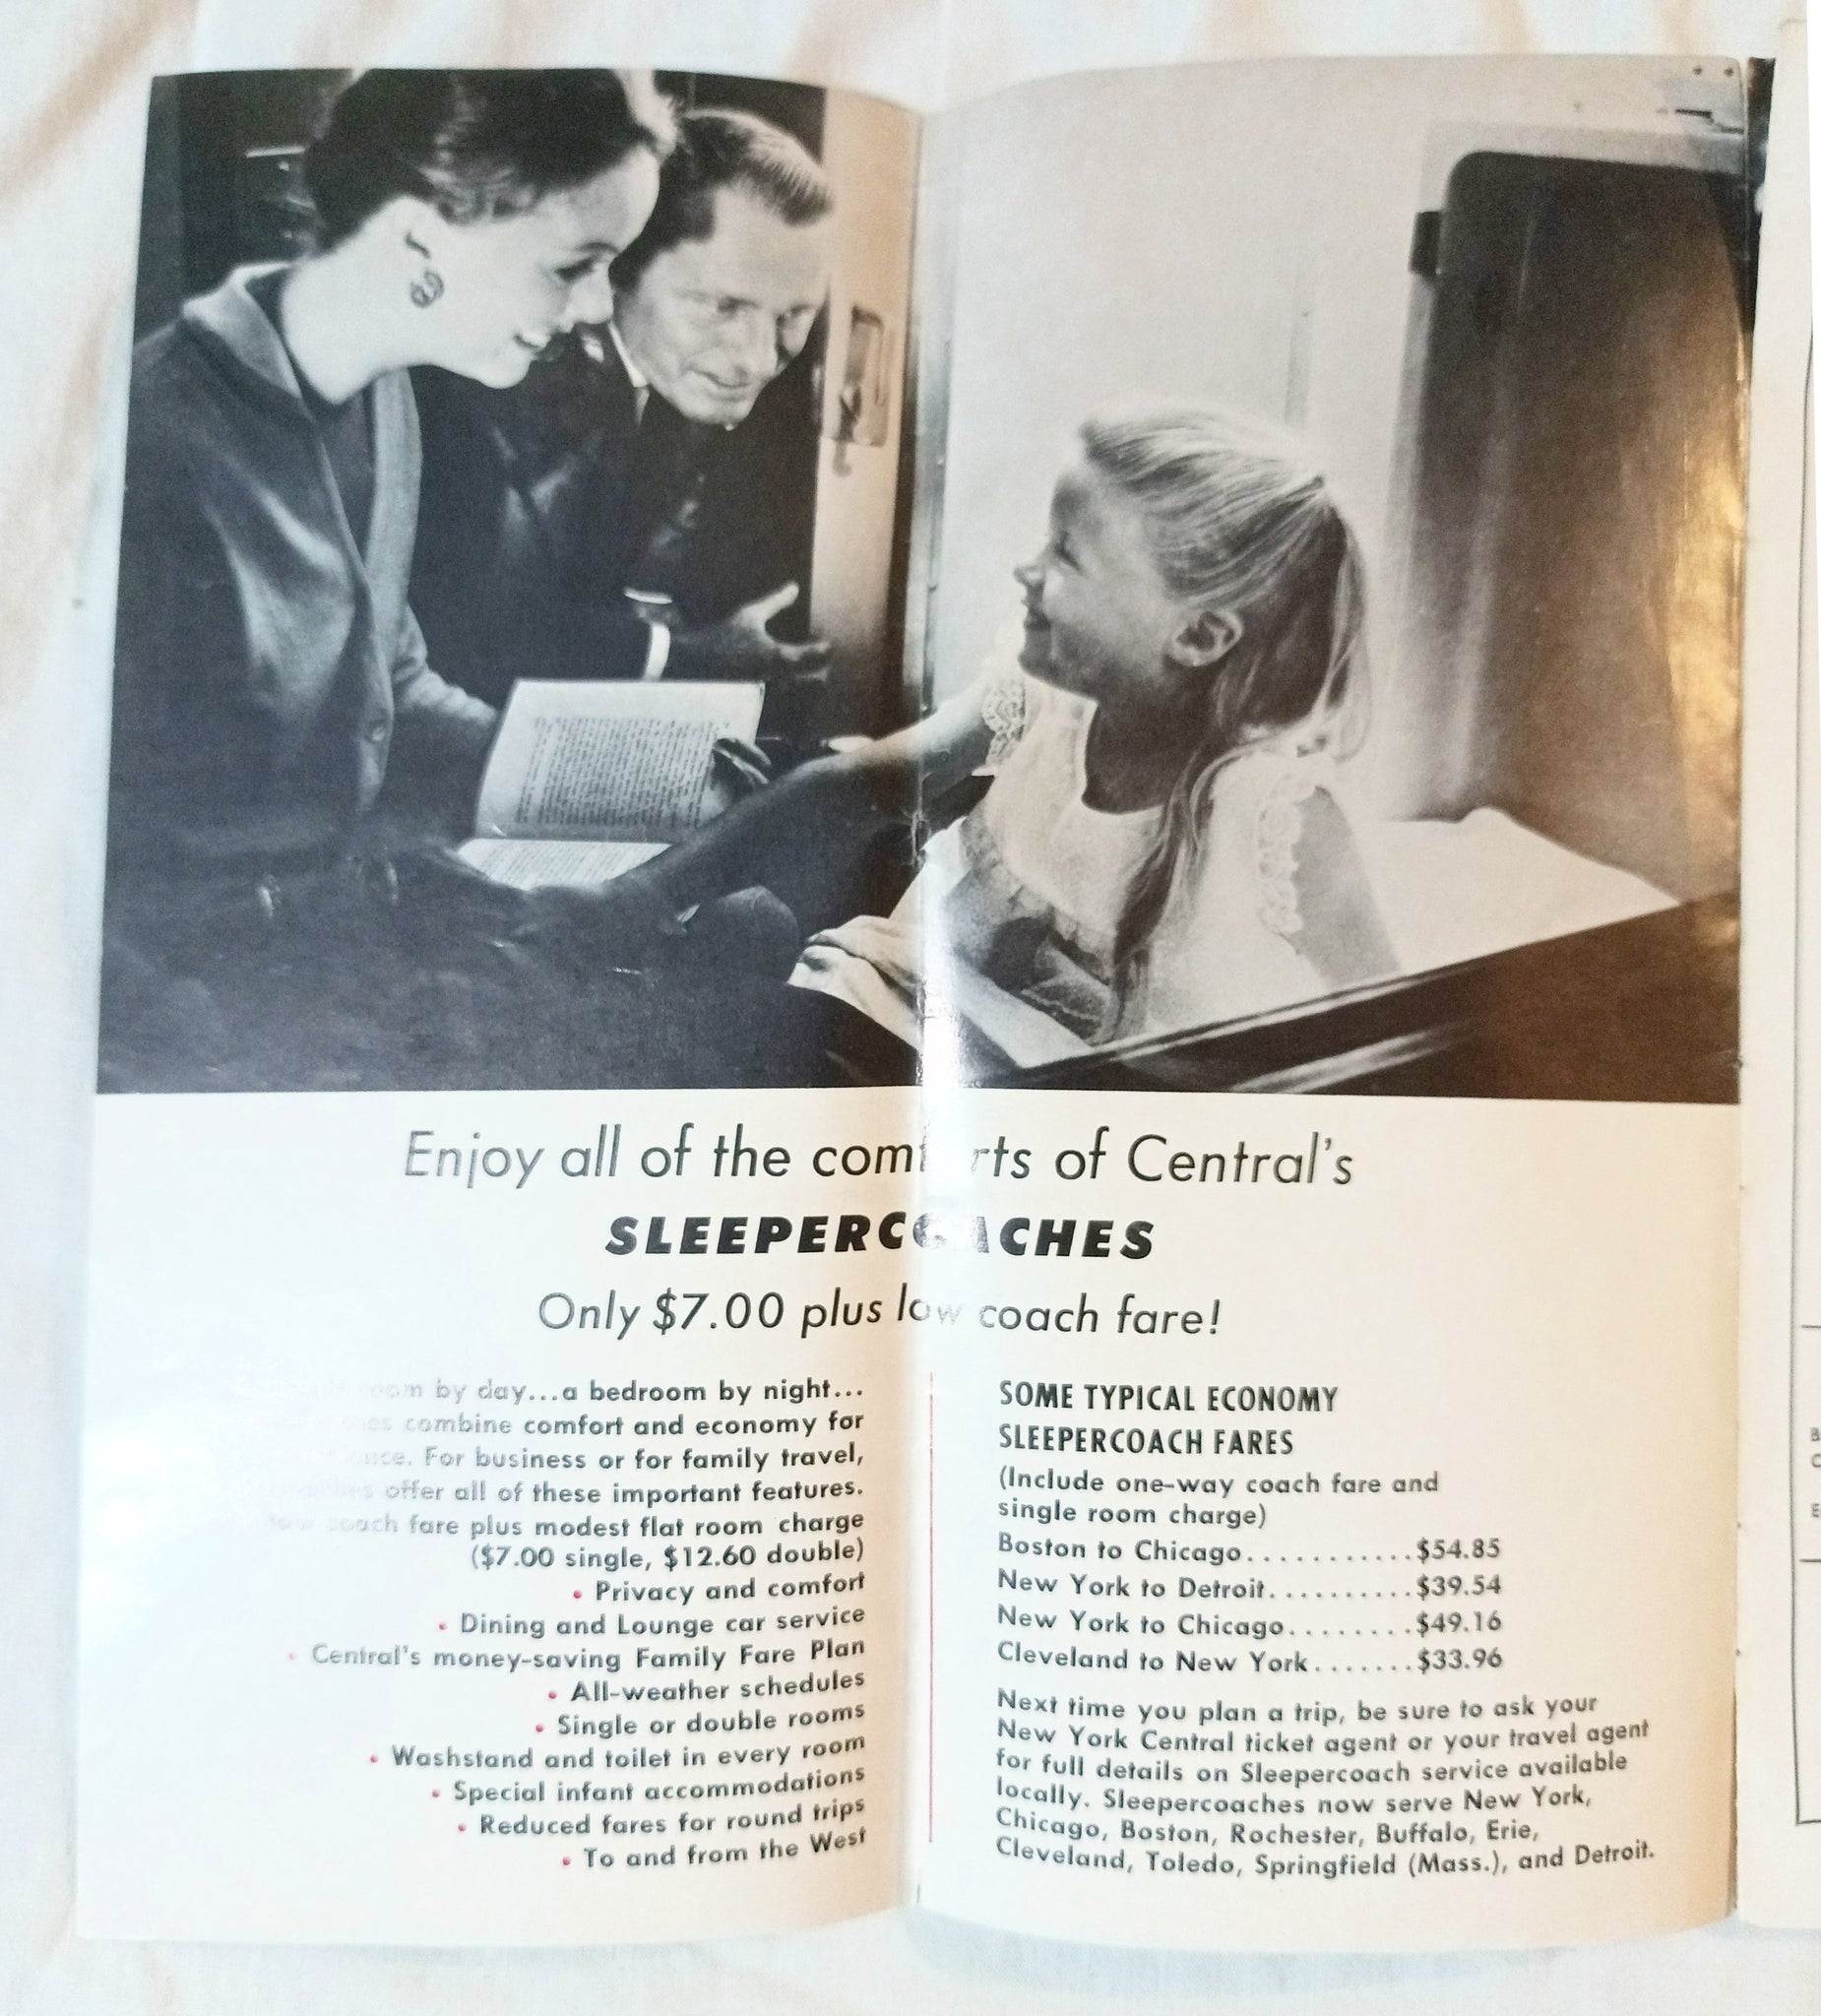 Enjoy all of the comforts of Central's
SLEEPERCOACHES
Only $7.00 plus low coach fare!
room by day...a bedroom by night...
combine comfort and economy for
For business or for family travel,
offer all of these important features.
low coach fare plus modest flat room charge
($7.00 single, $12.60 double)
• Privacy and comfort
• Dining and Lounge car service
• Central's money-saving Family Fare Plan
• All-weather schedules
• Single or double rooms
• Washstand and toilet in every room
• Special infant accommodations
• Reduced fares for round trips
• To and from the West
SOME TYPICAL ECONOMY
SLEEPERCOACH FARES
(Include one-way coach fare and
single room charge)
Boston to Chicago...........$54.85
New York to Detroit..........$39.54
New York to Chicago........$49.16
Cleveland to New York.......$33.96
Next time you plan a trip, be sure to ask your
New York Central ticket agent or your travel agent
for full details on Sleepercoach service available
locally. Sleepercoaches now serve New York,
Chicago, Boston, Rochester, Buffalo, Erie,
Cleveland, Toledo, Springfield (Mass.), and Detroit.